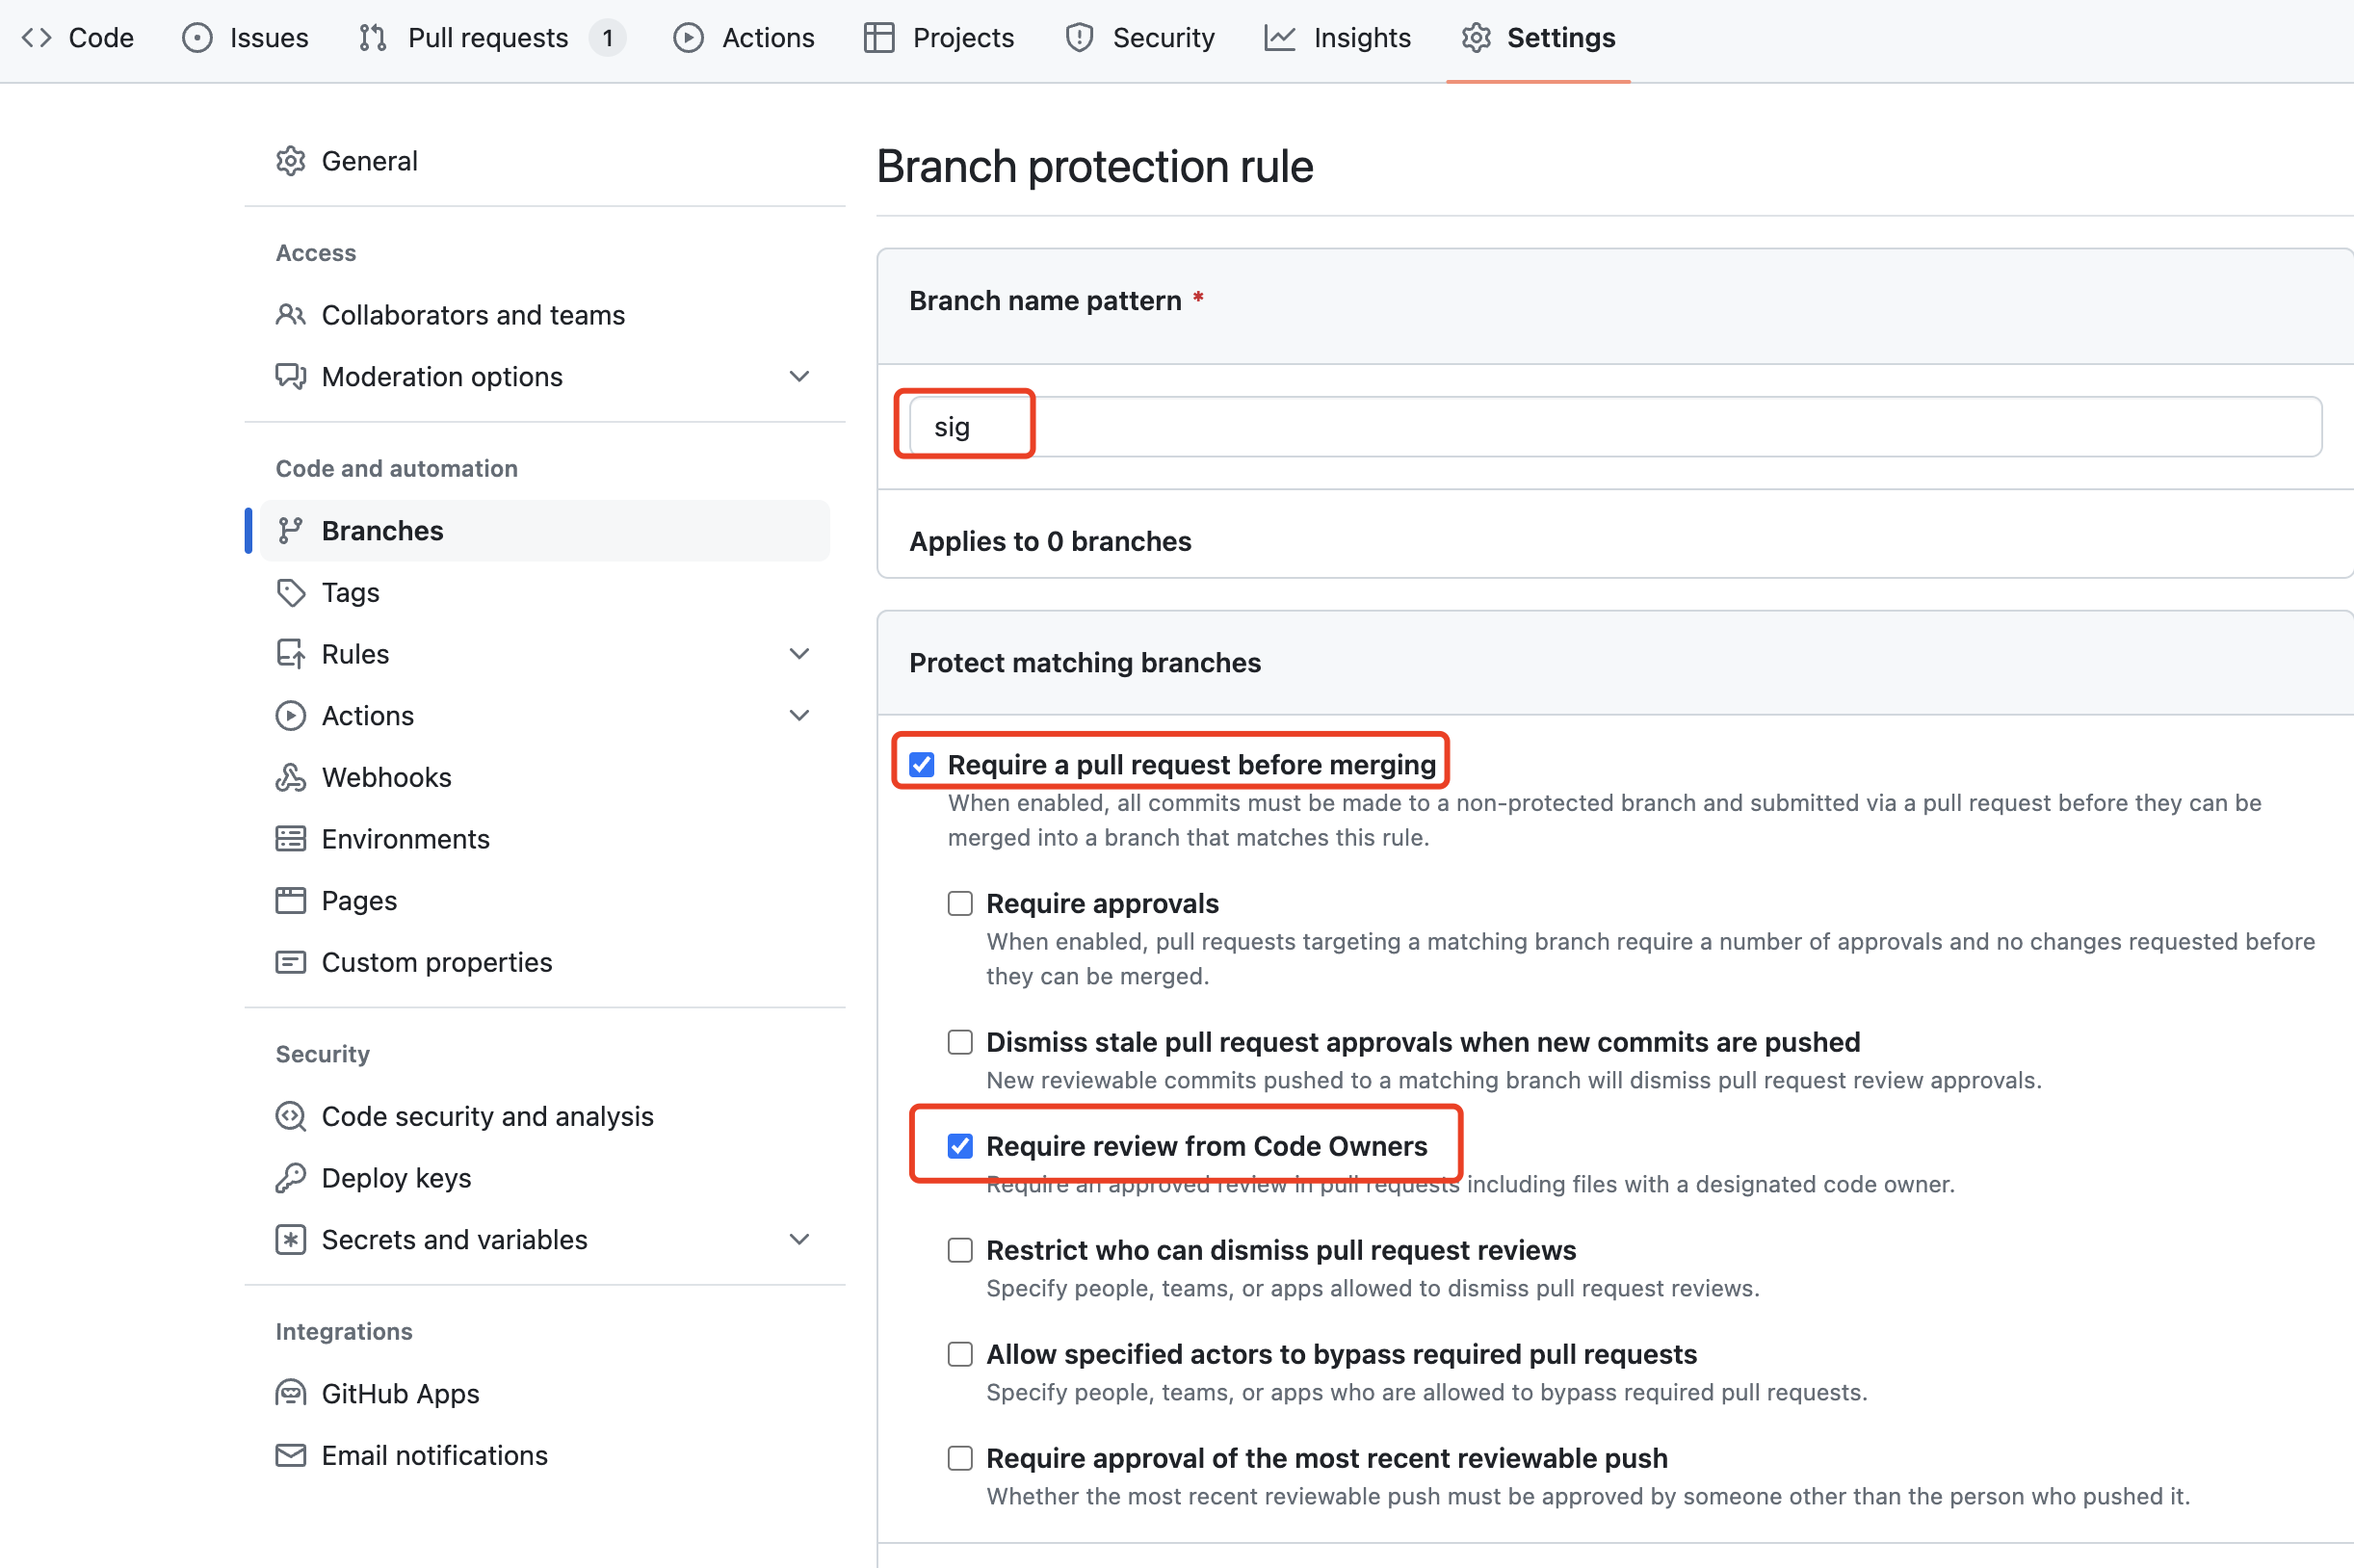 Code Issues Pull requests 1 Actions Projects Security Insights Settings
General
Access
Collaborators and teams
Moderation options
Code and automation
Branches
Tags
Rules
Actions
Webhooks
Environments
Pages
Custom properties
Security
Code security and analysis
Deploy keys
Secrets and variables
Integrations
GitHub Apps
Email notifications
Branch protection rule
Branch name pattern *
sig
Applies to 0 branches
Protect matching branches
Require a pull request before merging
When enabled, all commits must be made to a non-protected branch and submitted via a pull request before they can be
merged into a branch that matches this rule.
Require approvals
When enabled, pull requests targeting a matching branch require a number of approvals and no changes requested before
they can be merged.
Dismiss stale pull request approvals when new commits are pushed
New reviewable commits pushed to a matching branch will dismiss pull request review approvals.
Require review from Code Owners
Require an approved review in pull requests including files with a designated code owner.
Restrict who can dismiss pull request reviews
Specify people, teams, or apps allowed to dismiss pull request reviews.
Allow specified actors to bypass required pull requests
Specify people, teams, or apps who are allowed to bypass required pull requests.
Require approval of the most recent reviewable push
Whether the most recent reviewable push must be approved by someone other than the person who pushed it.